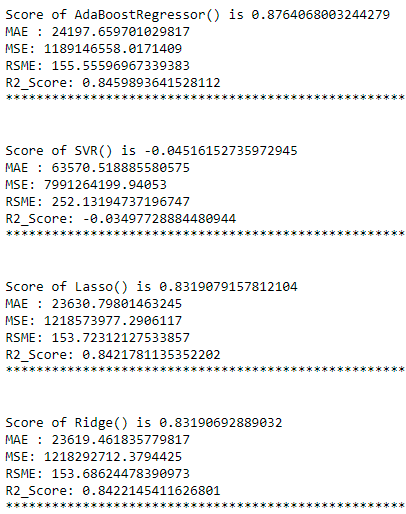 Score of AdaBoostRegressor() is 0.8764068003244279
MAE : 24197.659701029817
MSE: 1189146558.0171409
RSME: 155.55596967339383
R2_Score: 0.8459893641528112
****************************************************
Score of SVR() is -0.04516152735972945
MAE : 63570.518885580575
MSE: 7991264199.94053
RSME: 252.13194737196747
R2_Score: -0.03497728884480944
****************************************************
Score of Lasso() is 0.8319079157812104
MAE : 23630.79801463245
MSE: 1218573977.2906117
RSME: 153.72312127533857
R2_Score: 0.8421781135352202
****************************************************
Score of Ridge() is 0.83190692889032
MAE : 23619.461835779817
MSE: 1218292712.3794425
RSME: 153.68624478390973
R2_Score: 0.8422145411626801
****************************************************